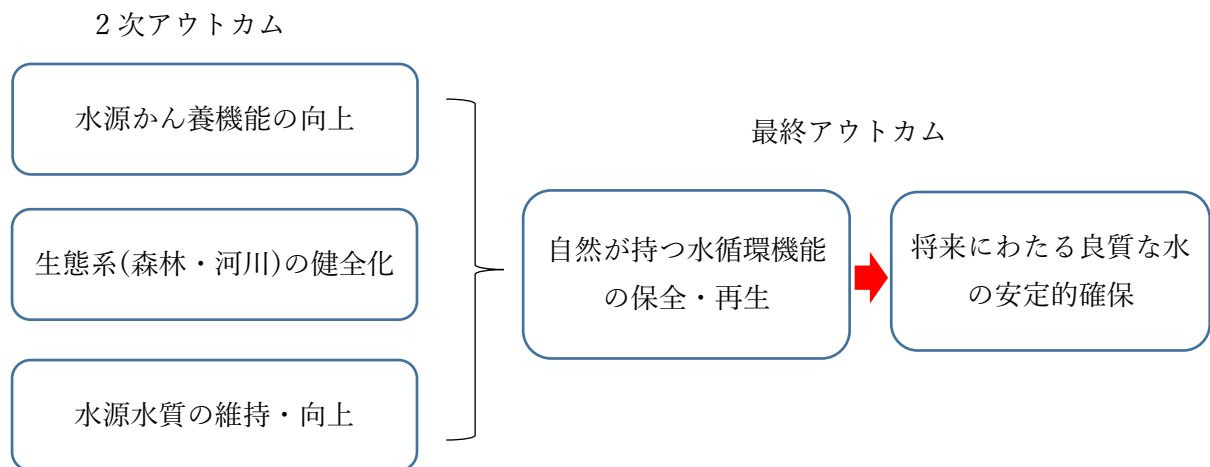 2次アウトカム
水源かん養機能の向上
生態系(森林・河川)の健全化
水源水質の維持・向上
最終アウトカム
自然が持つ水循環機能
の保全・再生
将来にわたる良質な水
の安定的確保